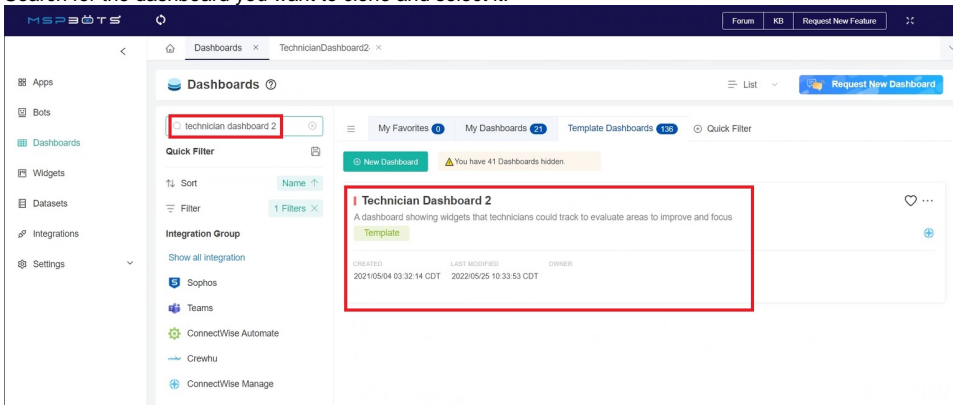 Search for the dashboard you want to clone and select it.
MSPBOTS
Forum KB Request New Feature
Dashboards × TechnicianDashboard2 ×
Apps
Bots
Dashboards
Widgets
Datasets
Integrations
Settings
Dashboards
List
Request New Dashboard
technician dashboard 2
Quick Filter
Sort Name ↑
Filter 1 Filters ×
Integration Group
Show all integration
Sophos
Teams
ConnectWise Automate
Crewhu
ConnectWise Manage
My Favorites 0 My Dashboards 21 Template Dashboards 136 Quick Filter
New Dashboard You have 41 Dashboards hidden.
Technician Dashboard 2
A dashboard showing widgets that technicians could track to evaluate areas to improve and focus
Template
CREATED LAST MODIFIED OWNER
2021/05/04 03:32:14 CDT 2022/05/25 10:33:53 CDT